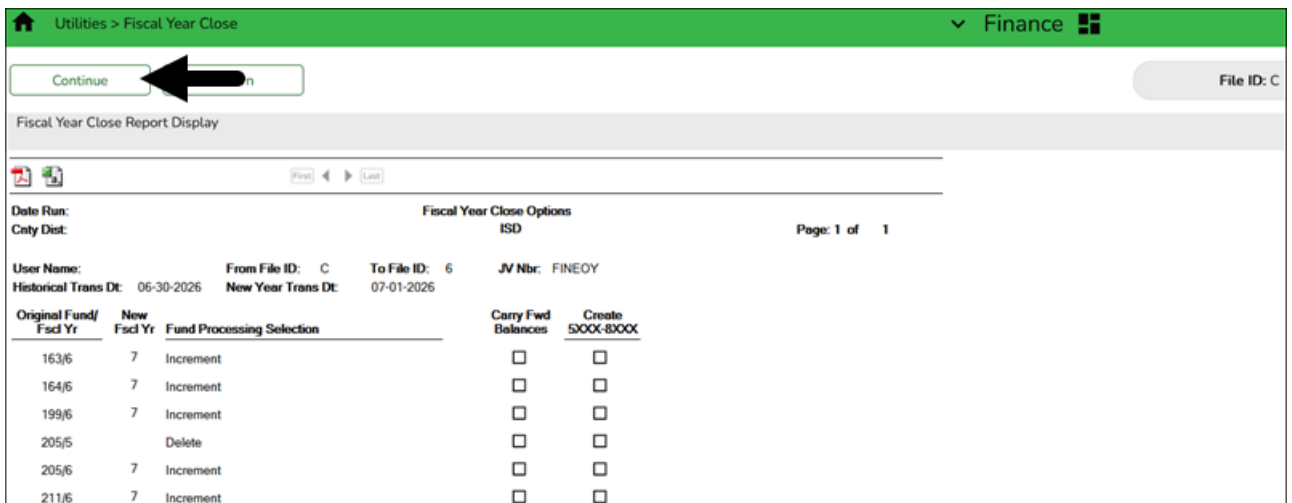 Utilities > Fiscal Year Close
Finance
Continue
n
File ID: C
Fiscal Year Close Report Display
First
Last
Date Run:
Fiscal Year Close Options
Cnty Dist:
ISD
Page: 1 of 1
User Name:
From File ID: C
To File ID: 6
JV Nbr: FINEOY
Historical Trans Dt: 06-30-2026
New Year Trans Dt: 07-01-2026
Original Fund/ New Carry Fwd Create
Fscl Yr Fscl Yr Fund Processing Selection Balances 5XXX-8XXX
163/6 7 Increment
164/6 7 Increment
199/6 7 Increment
205/5 Delete
205/6 7 Increment
211/6 7 Increment